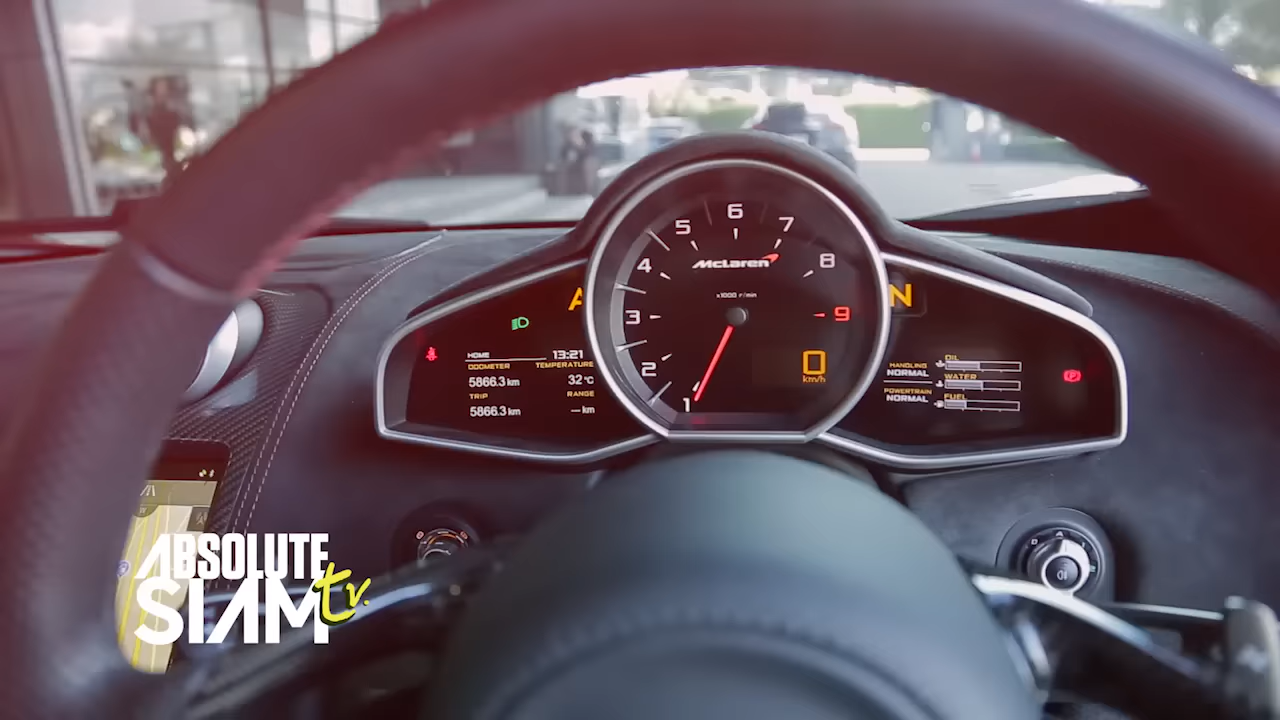 A
HOME 13:21
ODOMETER TEMPERATURE
5866.3 km 32 °C
TRIP RANGE
5866.3 km -- km
1
2
3
4
5
6
7
8
9
McLaren
x1000 r/min
0
km/h
N
HANDLING
NORMAL
POWERTRAIN
NORMAL
OIL
WATER
FUEL
ABSOLUTE
SIAM tv.